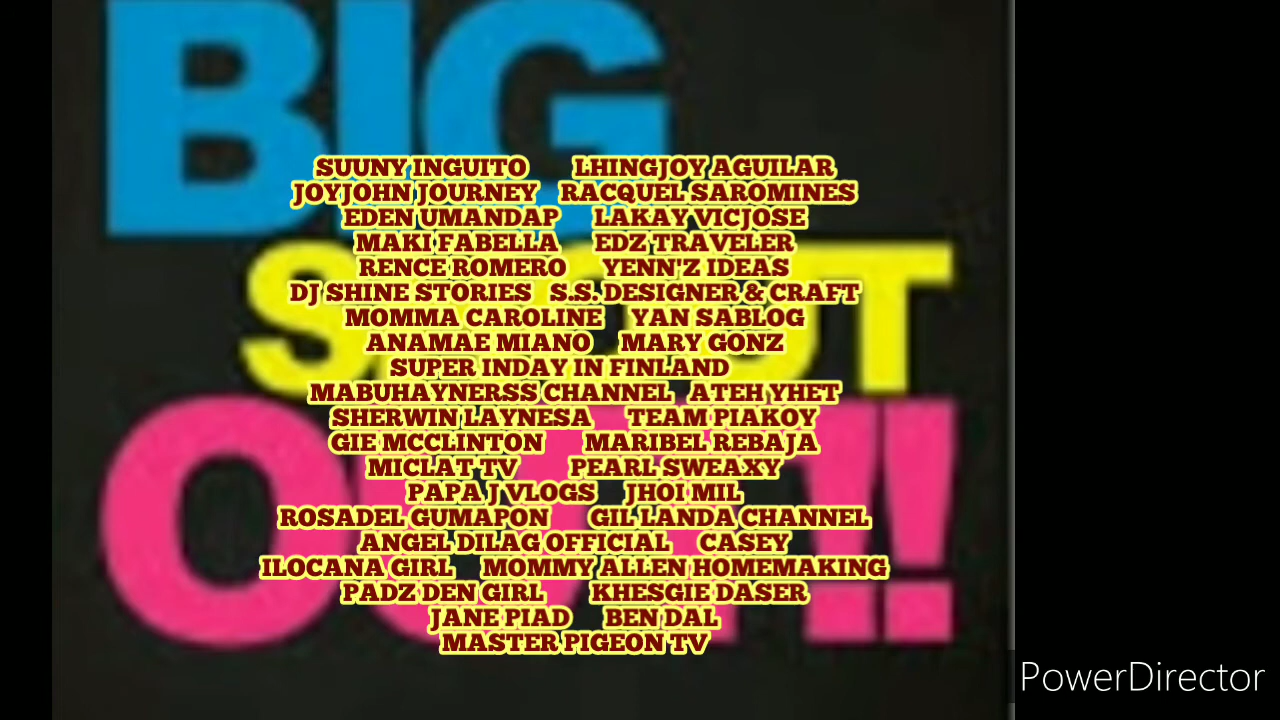 BIG
SHOUT
OUT!!
SUUNY INGUITO LHINGJOY AGUILAR
JOYJOHN JOURNEY RACQUEL SAROMINES
EDEN UMANDAP LAKAY VICJOSE
MAKI FABELLA EDZ TRAVELER
RENCE ROMERO YENN'Z IDEAS
DJ SHINE STORIES S.S. DESIGNER & CRAFT
MOMMA CAROLINE YAN SABLOG
ANAMAE MIANO MARY GONZ
SUPER INDAY IN FINLAND
MABUHAYNERSS CHANNEL ATEH YHET
SHERWIN LAYNESA TEAM PIAKOY
GIE MCCLINTON MARIBEL REBAJA
MICLAT TV PEARL SWEAXY
PAPA J VLOGS JHOI MIL
ROSADEL GUMAPON GIL LANDA CHANNEL
ANGEL DILAG OFFICIAL CASEY
ILOCANA GIRL MOMMY ALLEN HOMEMAKING
PADZ DEN GIRL KHESGIE DASER
JANE PIAD BEN DAL
MASTER PIGEON TV
PowerDirector